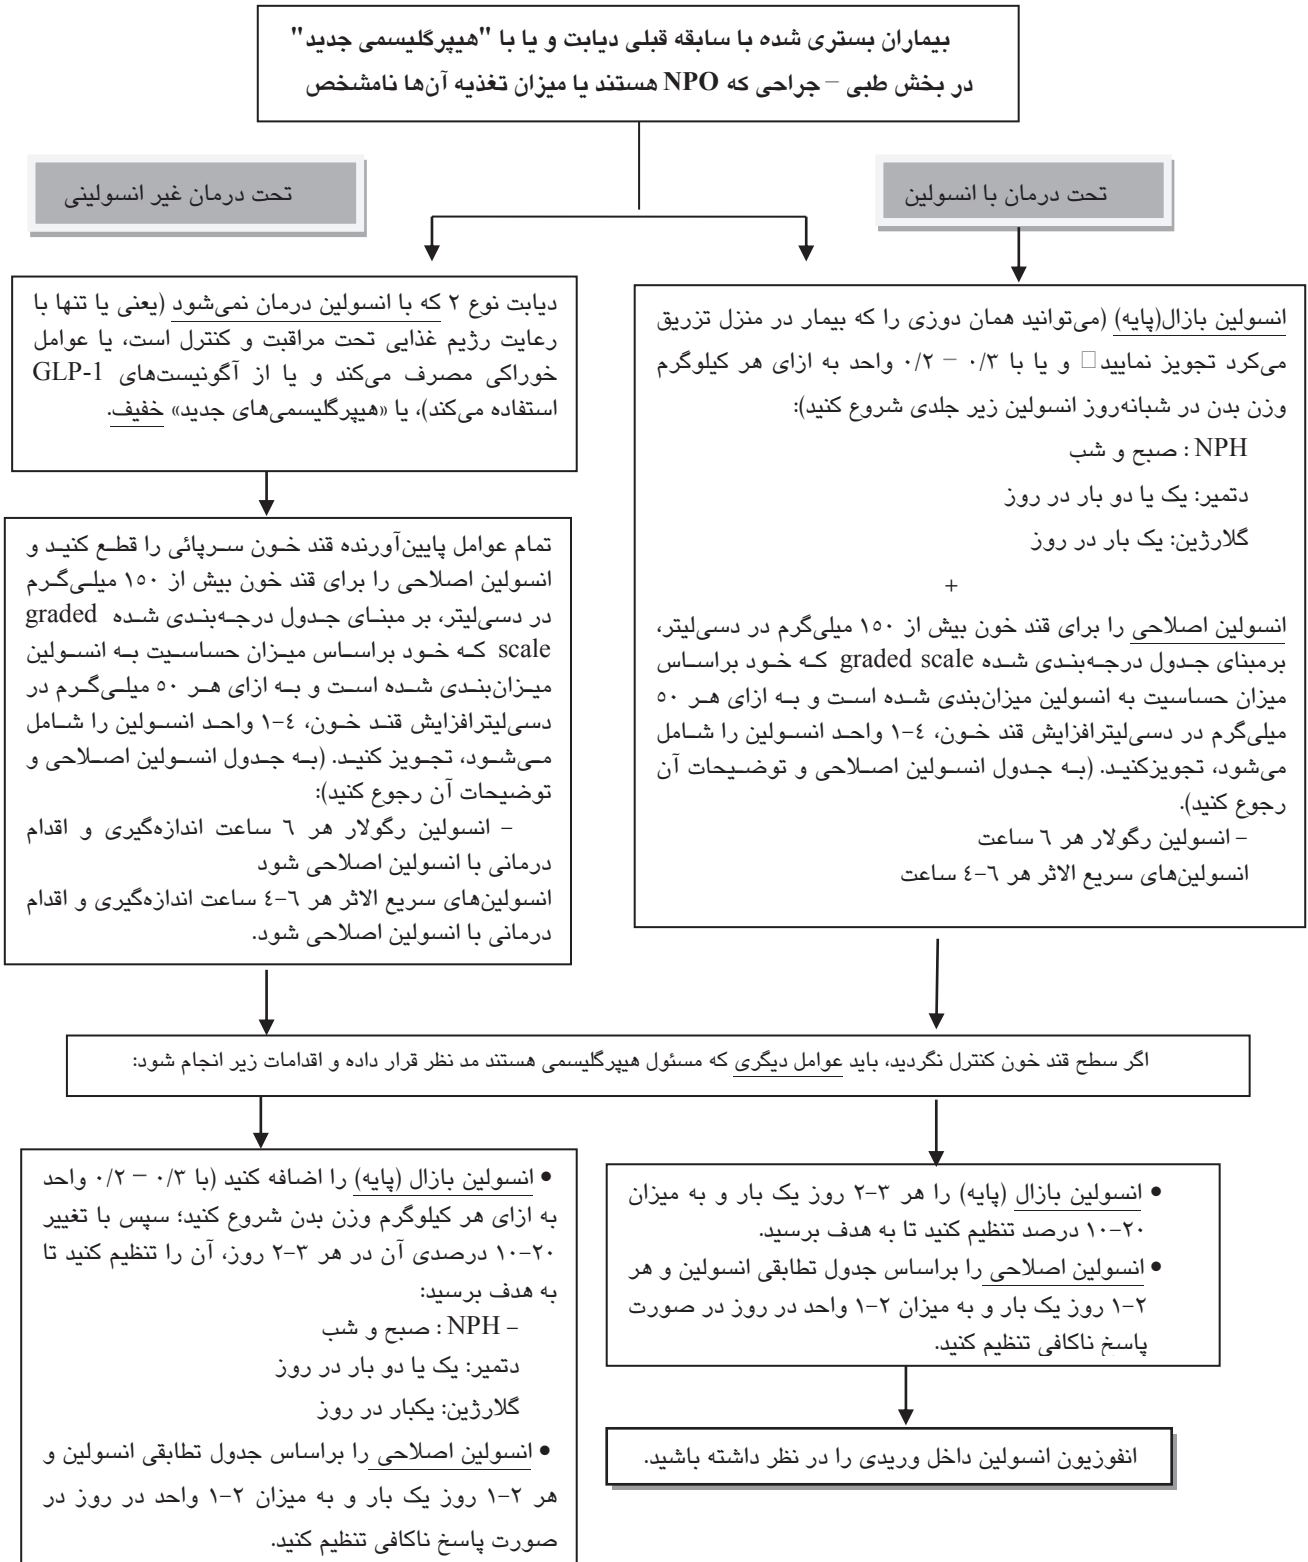 بیماران بستری شده با سابقه قبلی دیابت و یا با "هیپرگلیسمی جدید"
در بخش طبی – جراحی که NPO هستند یا میزان تغذیه آن‌ها نامشخص
تحت درمان با انسولین
تحت درمان غیر انسولینی
انسولین بازال(پایه) (می‌توانید همان دوزی را که بیمار در منزل تزریق
می‌کرد تجویز نمایید□ و یا با ۰/۳ – ۰/۲ واحد به ازای هر کیلوگرم
وزن بدن در شبانه‌روز انسولین زیر جلدی شروع کنید):
NPH : صبح و شب
دتمیر: یک یا دو بار در روز
گلارژین: یک بار در روز
+
انسولین اصلاحی را برای قند خون بیش از ۱۵۰ میلی‌گرم در دسی‌لیتر،
برمبنای جدول درجه‌بندی شده graded scale که خود براساس
میزان حساسیت به انسولین میزان‌بندی شده است و به ازای هر ۵۰
میلی‌گرم در دسی‌لیترافزایش قند خون، ۴-۱ واحد انسولین را شامل
می‌شود، تجویزکنید. (به جدول انسولین اصلاحی و توضیحات آن
رجوع کنید).
- انسولین رگولار هر ۶ ساعت
انسولین‌های سریع الاثر هر ۶-۴ ساعت
دیابت نوع ۲ که با انسولین درمان نمی‌شود (یعنی یا تنها با
رعایت رژیم غذایی تحت مراقبت و کنترل است، یا عوامل
خوراکی مصرف می‌کند و یا از آگونیست‌های GLP-1
استفاده می‌کند)، یا «هیپرگلیسمی‌های جدید» خفیف.
تمام عوامل پایین‌آورنده قند خون سرپائی را قطع کنید و
انسولین اصلاحی را برای قند خون بیش از ۱۵۰ میلی‌گرم
در دسی‌لیتر، بر مبنای جدول درجه‌بندی شده graded
scale که خود براساس میزان حساسیت به انسولین
میزان‌بندی شده است و به ازای هر ۵۰ میلی‌گرم در
دسی‌لیترافزایش قند خون، ۴-۱ واحد انسولین را شامل
می‌شود، تجویز کنید. (به جدول انسولین اصلاحی و
توضیحات آن رجوع کنید):
- انسولین رگولار هر ۶ ساعت اندازه‌گیری و اقدام
درمانی با انسولین اصلاحی شود
انسولین‌های سریع الاثر هر ۶-۴ ساعت اندازه‌گیری و اقدام
درمانی با انسولین اصلاحی شود.
اگر سطح قند خون کنترل نگردید، باید عوامل دیگری که مسئول هیپرگلیسمی هستند مد نظر قرار داده و اقدامات زیر انجام شود:
• انسولین بازال (پایه) را هر ۳-۲ روز یک بار و به میزان
۲۰-۱۰ درصد تنظیم کنید تا به هدف برسید.
• انسولین اصلاحی را براساس جدول تطابقی انسولین و هر
۲-۱ روز یک بار و به میزان ۲-۱ واحد در روز در صورت
پاسخ ناکافی تنظیم کنید.
انفوزیون انسولین داخل وریدی را در نظر داشته باشید.
• انسولین بازال (پایه) را اضافه کنید (با ۰/۳ – ۰/۲ واحد
به ازای هر کیلوگرم وزن بدن شروع کنید؛ سپس با تغییر
۲۰-۱۰ درصدی آن در هر ۳-۲ روز، آن را تنظیم کنید تا
به هدف برسید:
- NPH : صبح و شب
دتمیر: یک یا دو بار در روز
گلارژین: یکبار در روز
• انسولین اصلاحی را براساس جدول تطابقی انسولین و
هر ۲-۱ روز یک بار و به میزان ۲-۱ واحد در روز در
صورت پاسخ ناکافی تنظیم کنید.